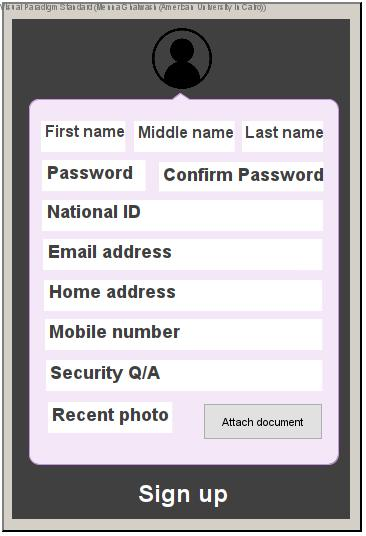 Visual Paradigm Standard (Menna Ghalwash (American University in Cairo))
First name Middle name Last name
Password Confirm Password
National ID
Email address
Home address
Mobile number
Security Q/A
Recent photo Attach document
Sign up